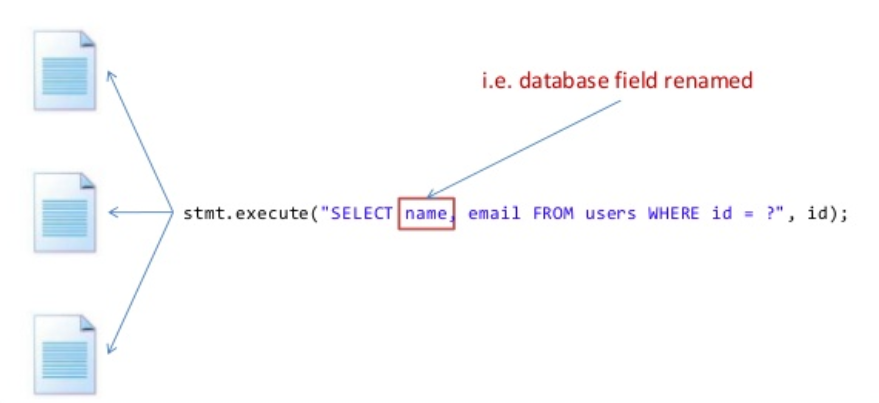 i.e. database field renamed
stmt.execute("SELECT name, email FROM users WHERE id = ?", id);